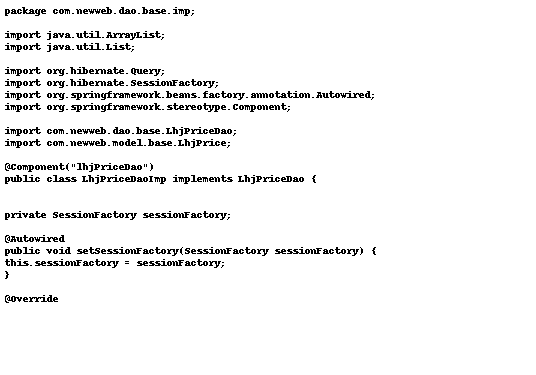 package com.newweb.dao.base.imp;
import java.util.ArrayList;
import java.util.List;
import org.hibernate.Query;
import org.hibernate.SessionFactory;
import org.springframework.beans.factory.annotation.Autowired;
import org.springframework.stereotype.Component;
import com.newweb.dao.base.LhjPriceDao;
import com.newweb.model.base.LhjPrice;
@Component("lhjPriceDao")
public class LhjPriceDaoImp implements LhjPriceDao {
private SessionFactory sessionFactory;
@Autowired
public void setSessionFactory(SessionFactory sessionFactory) {
this.sessionFactory = sessionFactory;
}
@Override